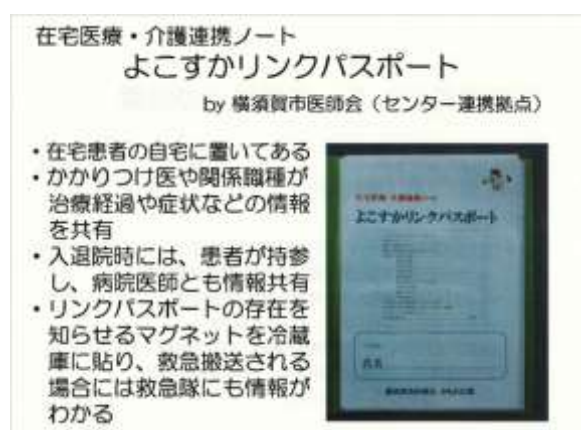 在宅医療・介護連携ノート
よこすかリンクパスポート
by 横須賀市医師会（センター連携拠点）
・在宅患者の自宅に置いてある
・かかりつけ医や関係職種が
治療経過や症状などの情報
を共有
・入退院時には、患者が持参
し、病院医師とも情報共有
・リンクパスポートの存在を
知らせるマグネットを冷蔵
庫に貼り、救急搬送される
場合には救急隊にも情報が
わかる
よこすかリンクパスポート
氏名